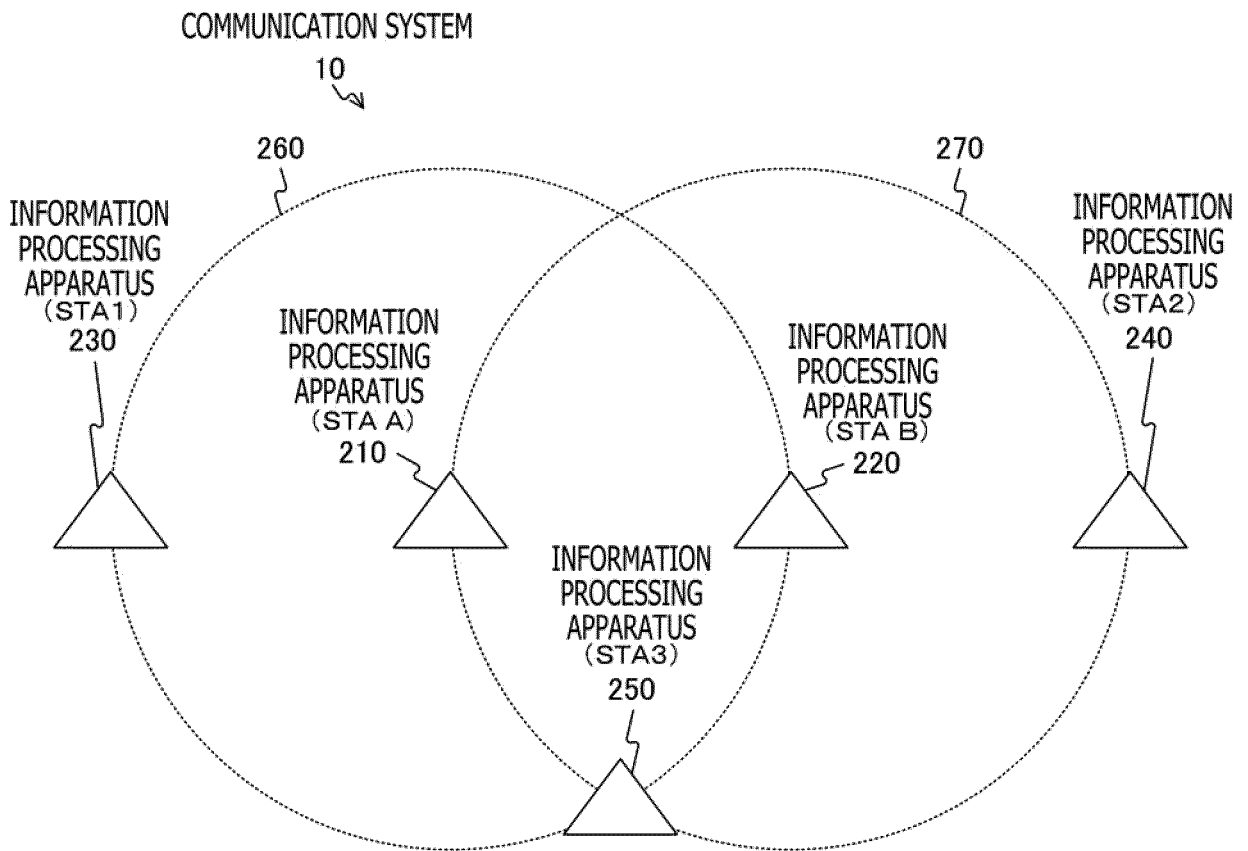 COMMUNICATION SYSTEM
10
260
270
INFORMATION
PROCESSING
APPARATUS
(STA1)
230
INFORMATION
PROCESSING
APPARATUS
(STA2)
240
INFORMATION
PROCESSING
APPARATUS
(STA A)
210
INFORMATION
PROCESSING
APPARATUS
(STA B)
220
INFORMATION
PROCESSING
APPARATUS
(STA3)
250